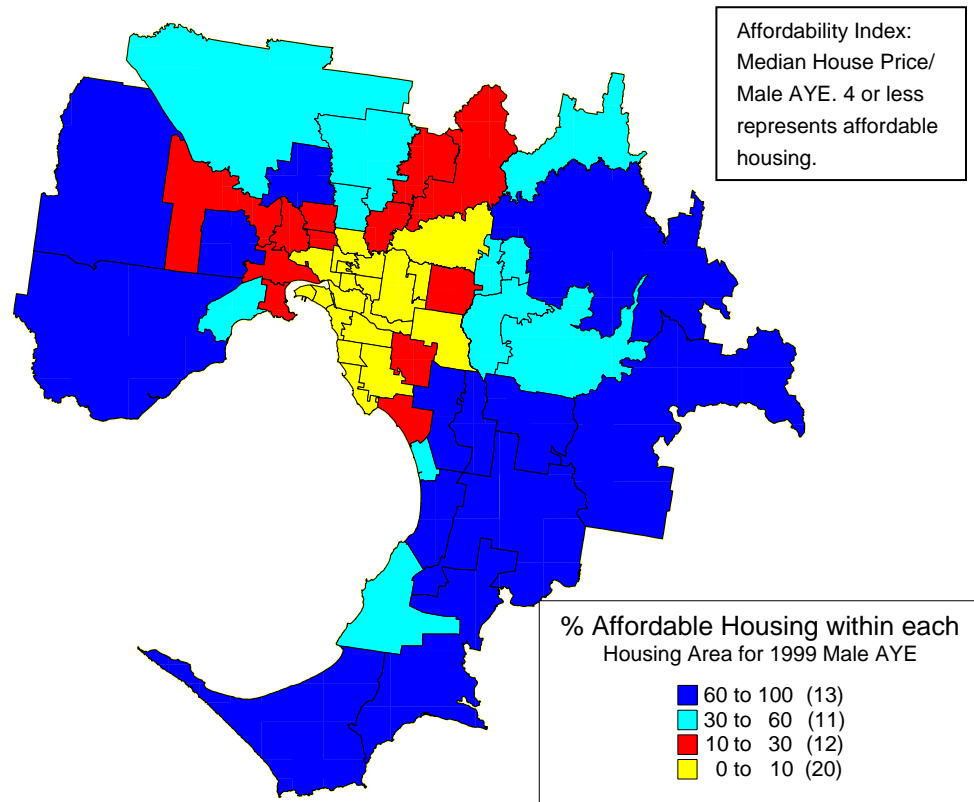 Affordability Index:
Median House Price/
Male AYE. 4 or less
represents affordable
housing.
% Affordable Housing within each
Housing Area for 1999 Male AYE
60 to 100 (13)
30 to 60 (11)
10 to 30 (12)
0 to 10 (20)